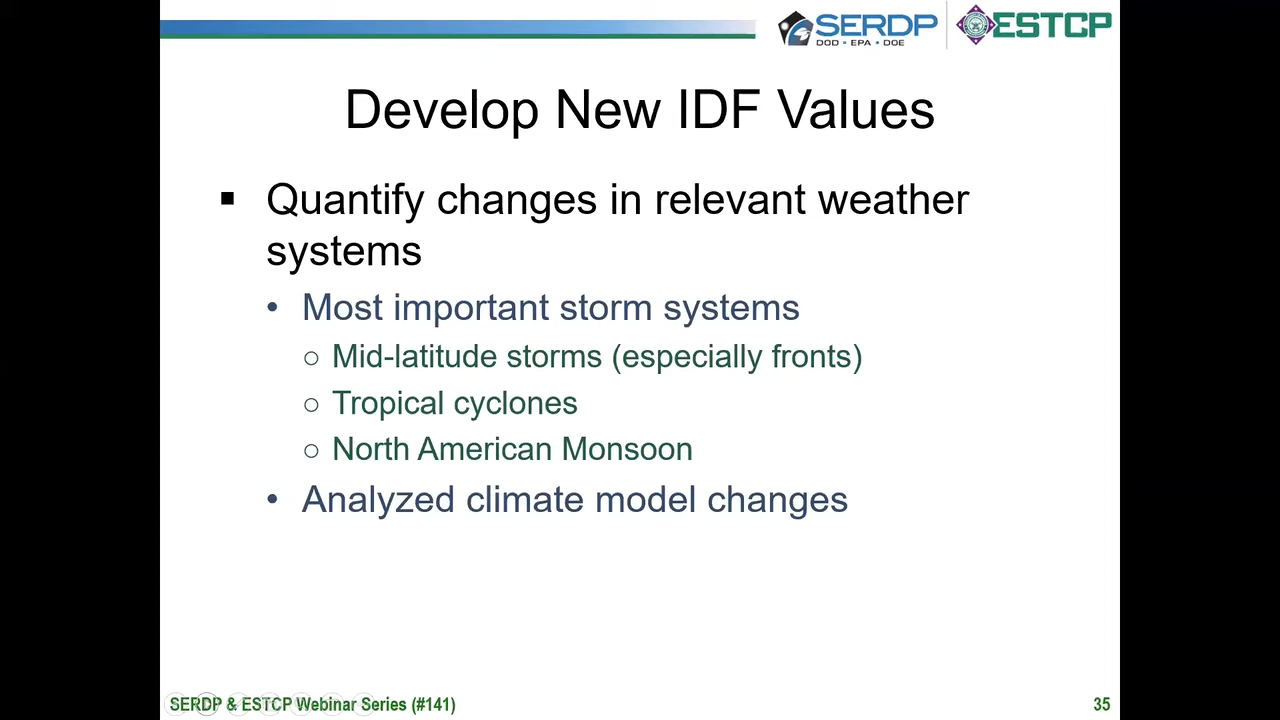 SERDP
DOD • EPA • DOE
ESTCP
Develop New IDF Values
▪ Quantify changes in relevant weather
systems
• Most important storm systems
○ Mid-latitude storms (especially fronts)
○ Tropical cyclones
○ North American Monsoon
• Analyzed climate model changes
SERDP & ESTCP Webinar Series (#141)
35